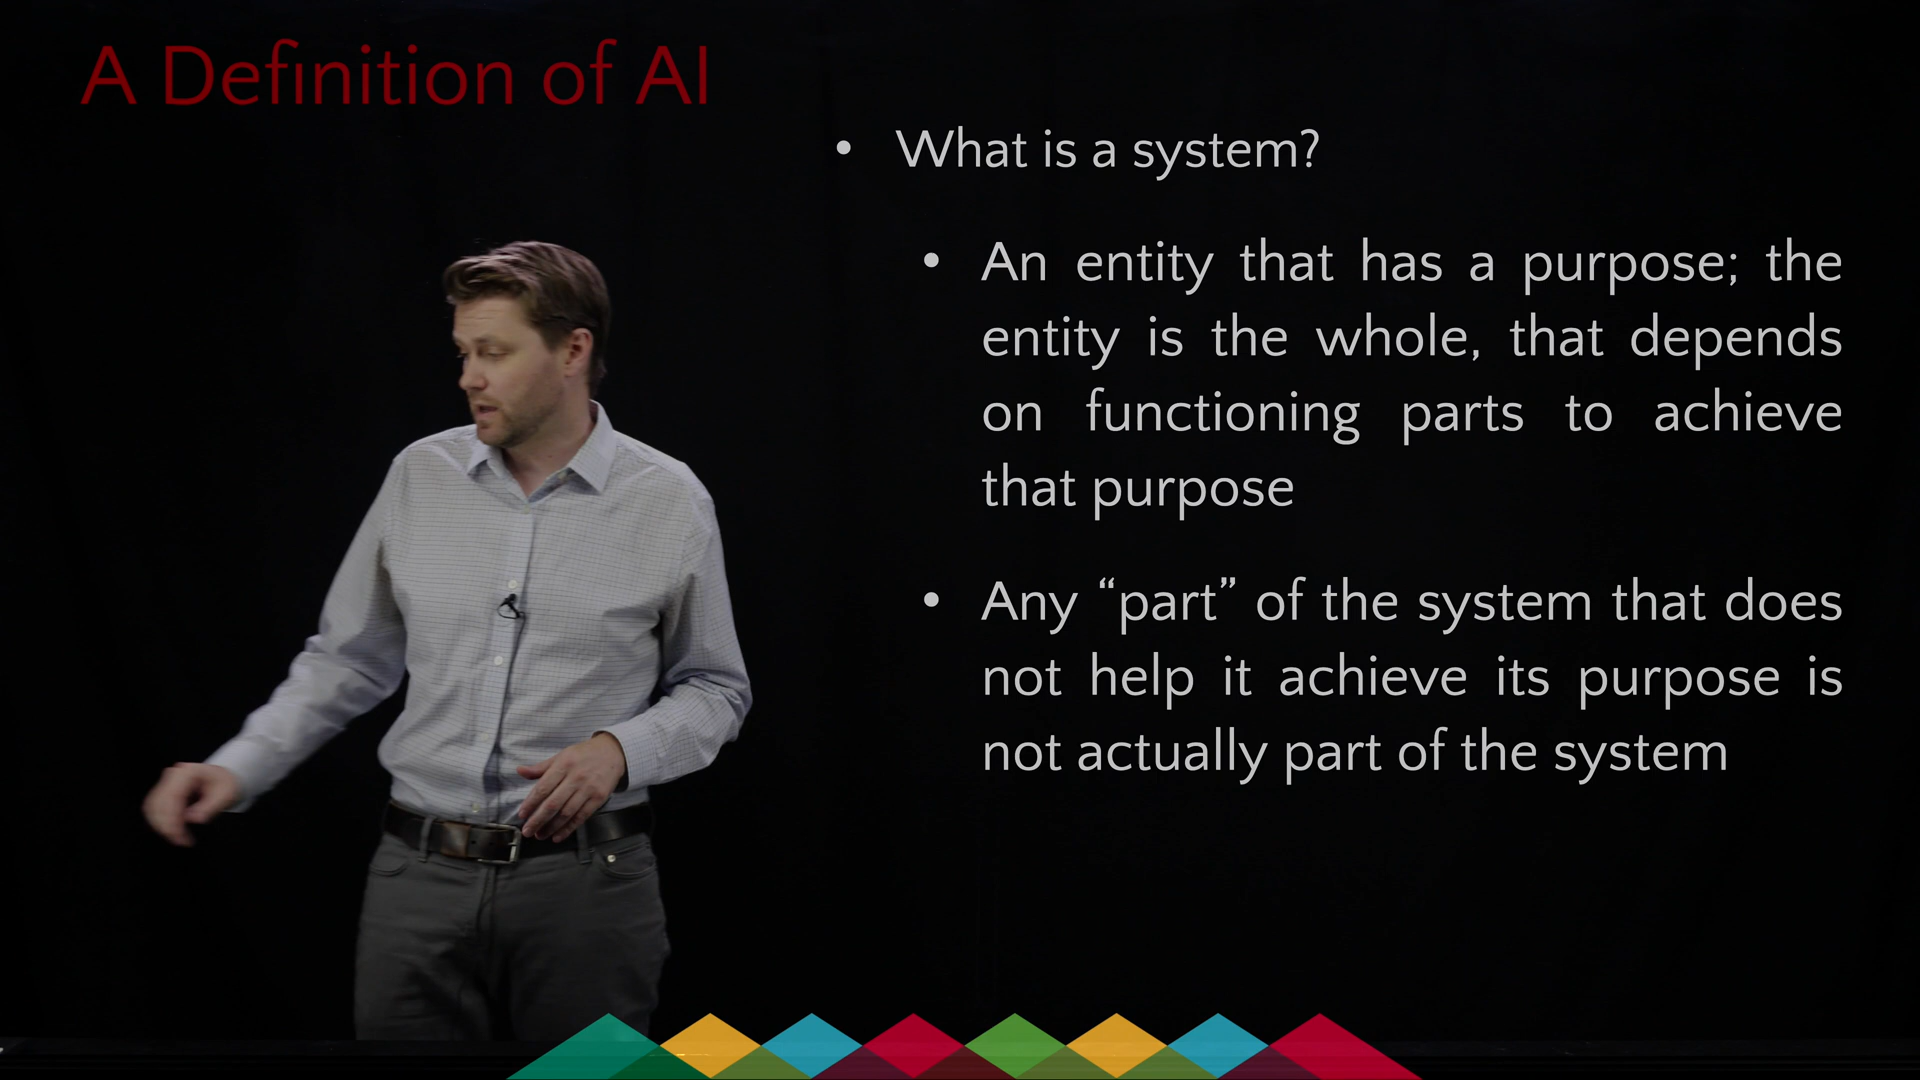 A Definition of AI
• What is a system?
• An entity that has a purpose; the
entity is the whole, that depends
on functioning parts to achieve
that purpose
• Any “part” of the system that does
not help it achieve its purpose is
not actually part of the system